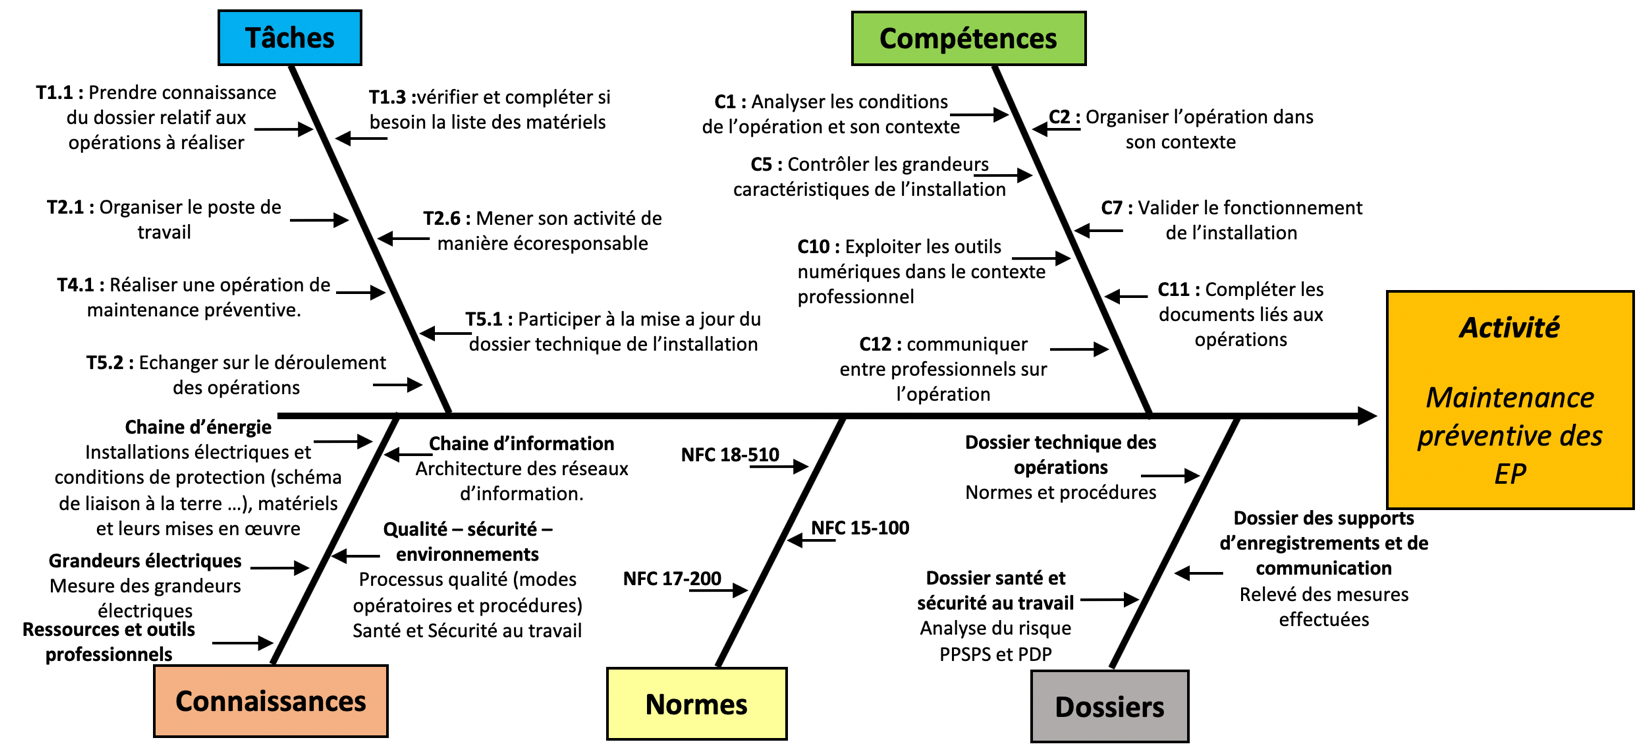 Tâches
T1.1 : Prendre connaissance
du dossier relatif aux
opérations à réaliser
T1.3 :vérifier et compléter si
besoin la liste des matériels
T2.1 : Organiser le poste de
travail
T2.6 : Mener son activité de
manière écoresponsable
T4.1 : Réaliser une opération de
maintenance préventive.
T5.1 : Participer à la mise a jour du
dossier technique de l’installation
T5.2 : Echanger sur le déroulement
des opérations
Compétences
C1 : Analyser les conditions
de l’opération et son contexte
C2 : Organiser l’opération dans
son contexte
C5 : Contrôler les grandeurs
caractéristiques de l’installation
C7 : Valider le fonctionnement
de l’installation
C10 : Exploiter les outils
numériques dans le contexte
professionnel
C11 : Compléter les
documents liés aux
opérations
C12 : communiquer
entre professionnels sur
l’opération
Activité
Maintenance
préventive des
EP
Chaine d’énergie
Installations électriques et
conditions de protection (schéma
de liaison à la terre …), matériels
et leurs mises en œuvre
Chaine d’information
Architecture des réseaux
d’information.
Grandeurs électriques
Mesure des grandeurs
électriques
Qualité – sécurité –
environnements
Processus qualité (modes
opératoires et procédures)
Santé et Sécurité au travail
Ressources et outils
professionnels
Connaissances
NFC 18-510
NFC 15-100
NFC 17-200
Normes
Dossier technique des
opérations
Normes et procédures
Dossier des supports
d’enregistrements et de
communication
Relevé des mesures
effectuées
Dossier santé et
sécurité au travail
Analyse du risque
PPSPS et PDP
Dossiers